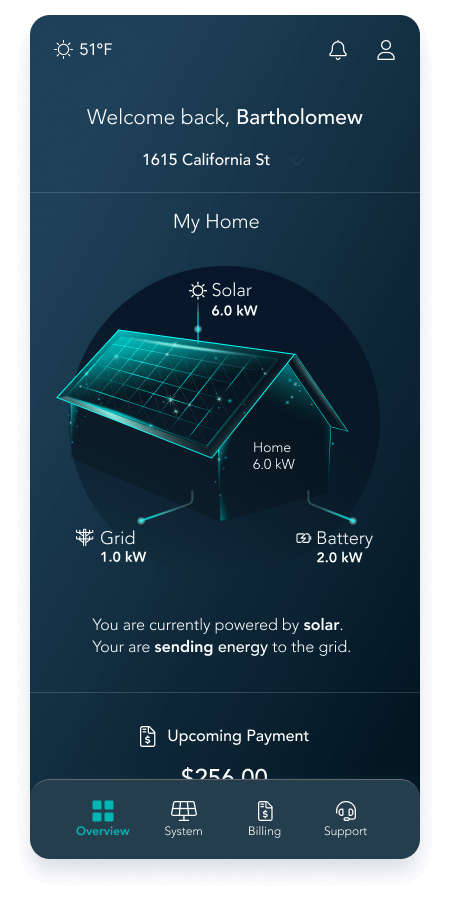 51°F
Welcome back, Bartholomew
1615 California St
My Home
Solar
6.0 kW
Home
6.0 kW
Grid
1.0 kW
Battery
2.0 kW
You are currently powered by solar.
Your are sending energy to the grid.
Upcoming Payment
$256.00
Overview System Billing Support